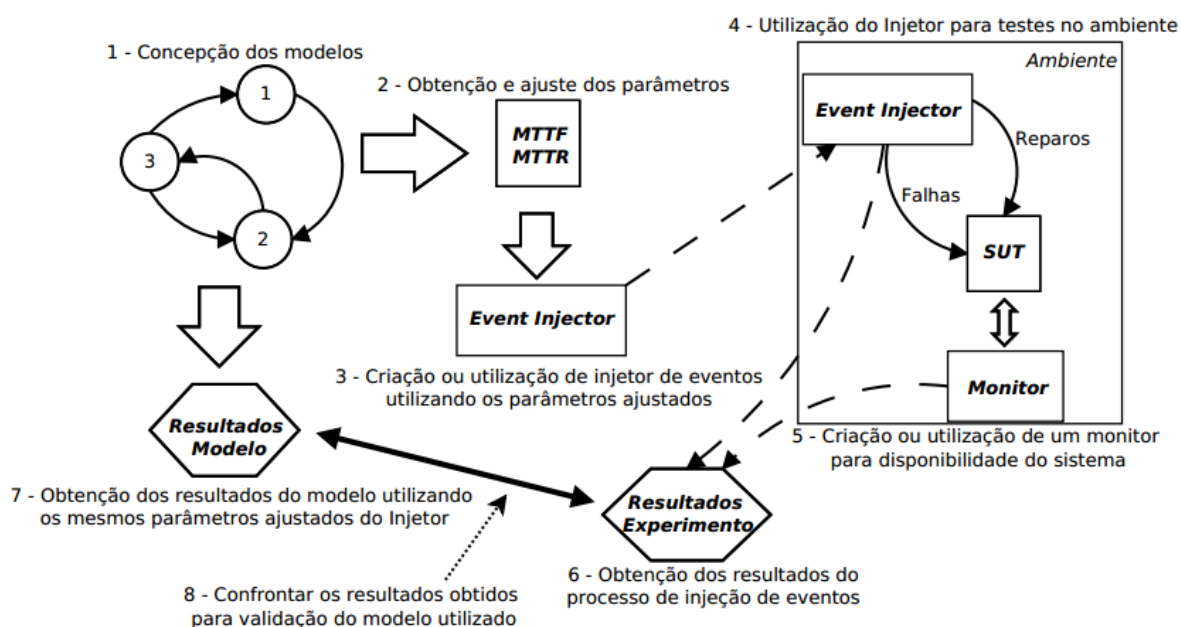 4 - Utilização do Injetor para testes no ambiente
1 - Concepção dos modelos
Ambiente
2 - Obtenção e ajuste dos parâmetros
1
Event Injector
MTTF
MTTR
Reparos
3
Falhas
2
SUT
Event Injector
3 - Criação ou utilização de injetor de eventos
utilizando os parâmetros ajustados
Monitor
Resultados
Modelo
5 - Criação ou utilização de um monitor
para disponibilidade do sistema
7 - Obtenção dos resultados do modelo utilizando
os mesmos parâmetros ajustados do Injetor
Resultados
Experimento
6 - Obtenção dos resultados do
processo de injeção de eventos
8 - Confrontar os resultados obtidos
para validação do modelo utilizado